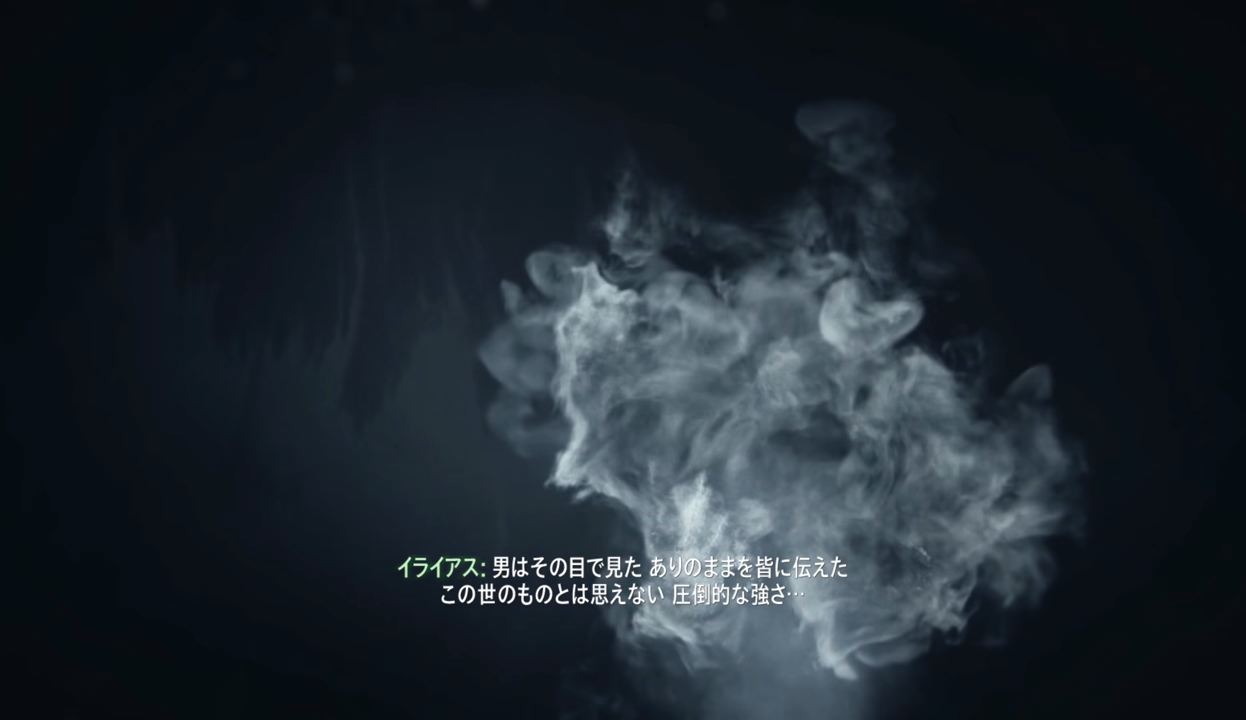 イライアス: 男はその目で見た ありのままを皆に伝えた
この世のものとは思えない 圧倒的な強さ…